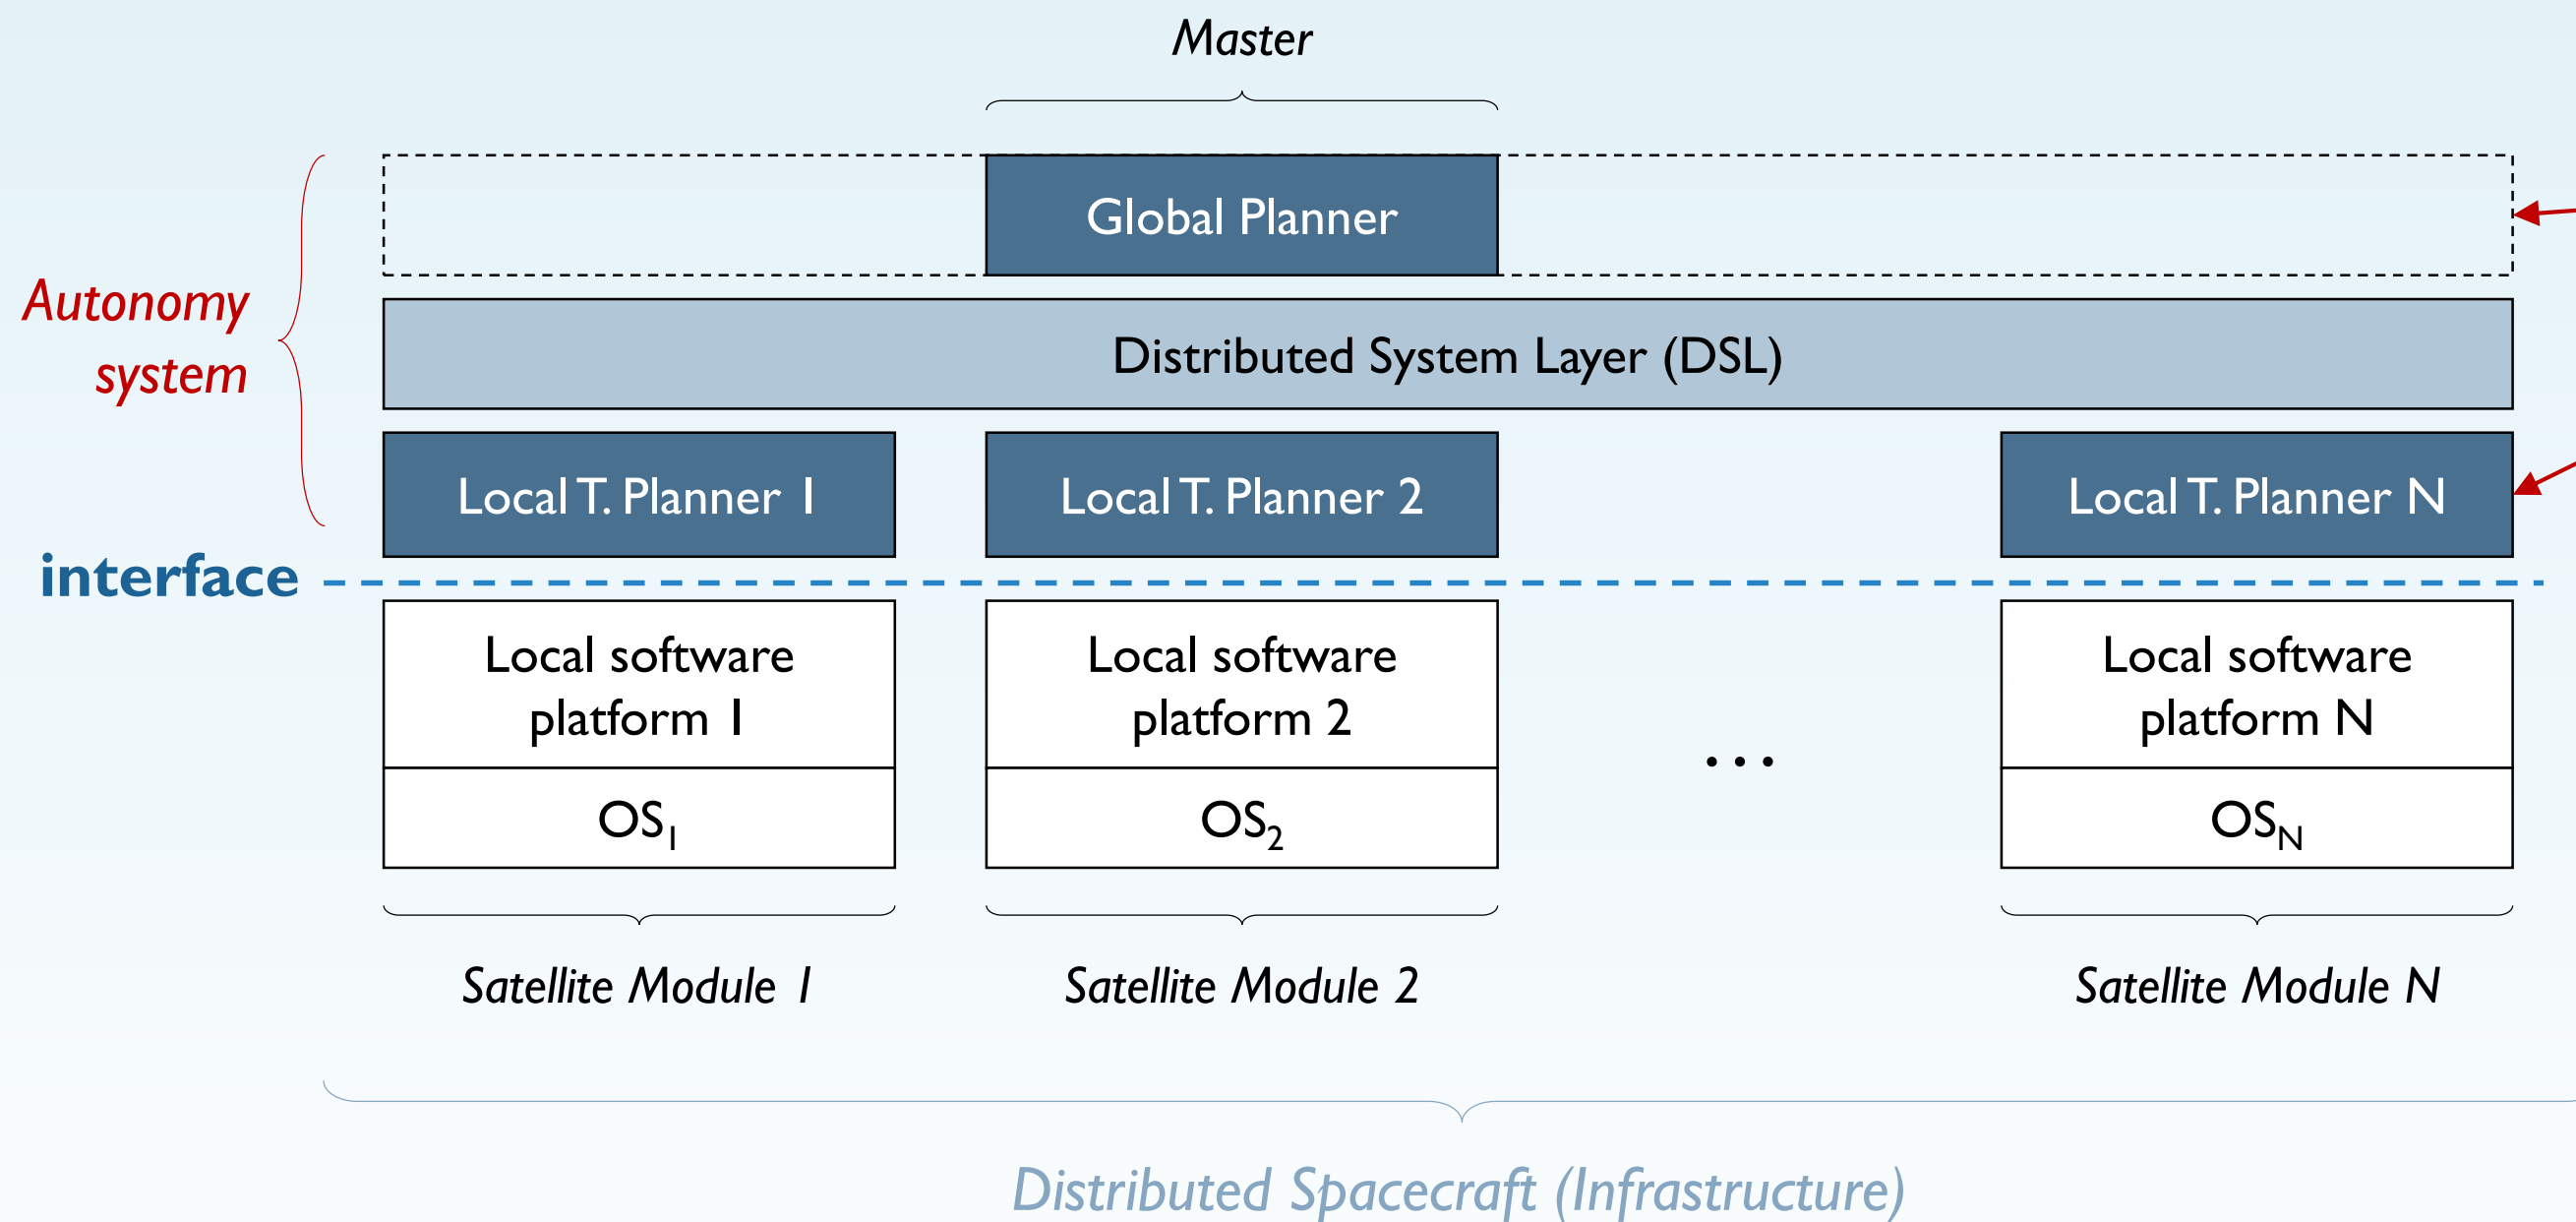 Master
Global Planner
Autonomy
system
Distributed System Layer (DSL)
Local T. Planner 1
Local T. Planner 2
Local T. Planner N
interface
Local software
platform 1
Local software
platform 2
Local software
platform N
...
OS1
OS2
OSN
Satellite Module 1
Satellite Module 2
Satellite Module N
Distributed Spacecraft (Infrastructure)